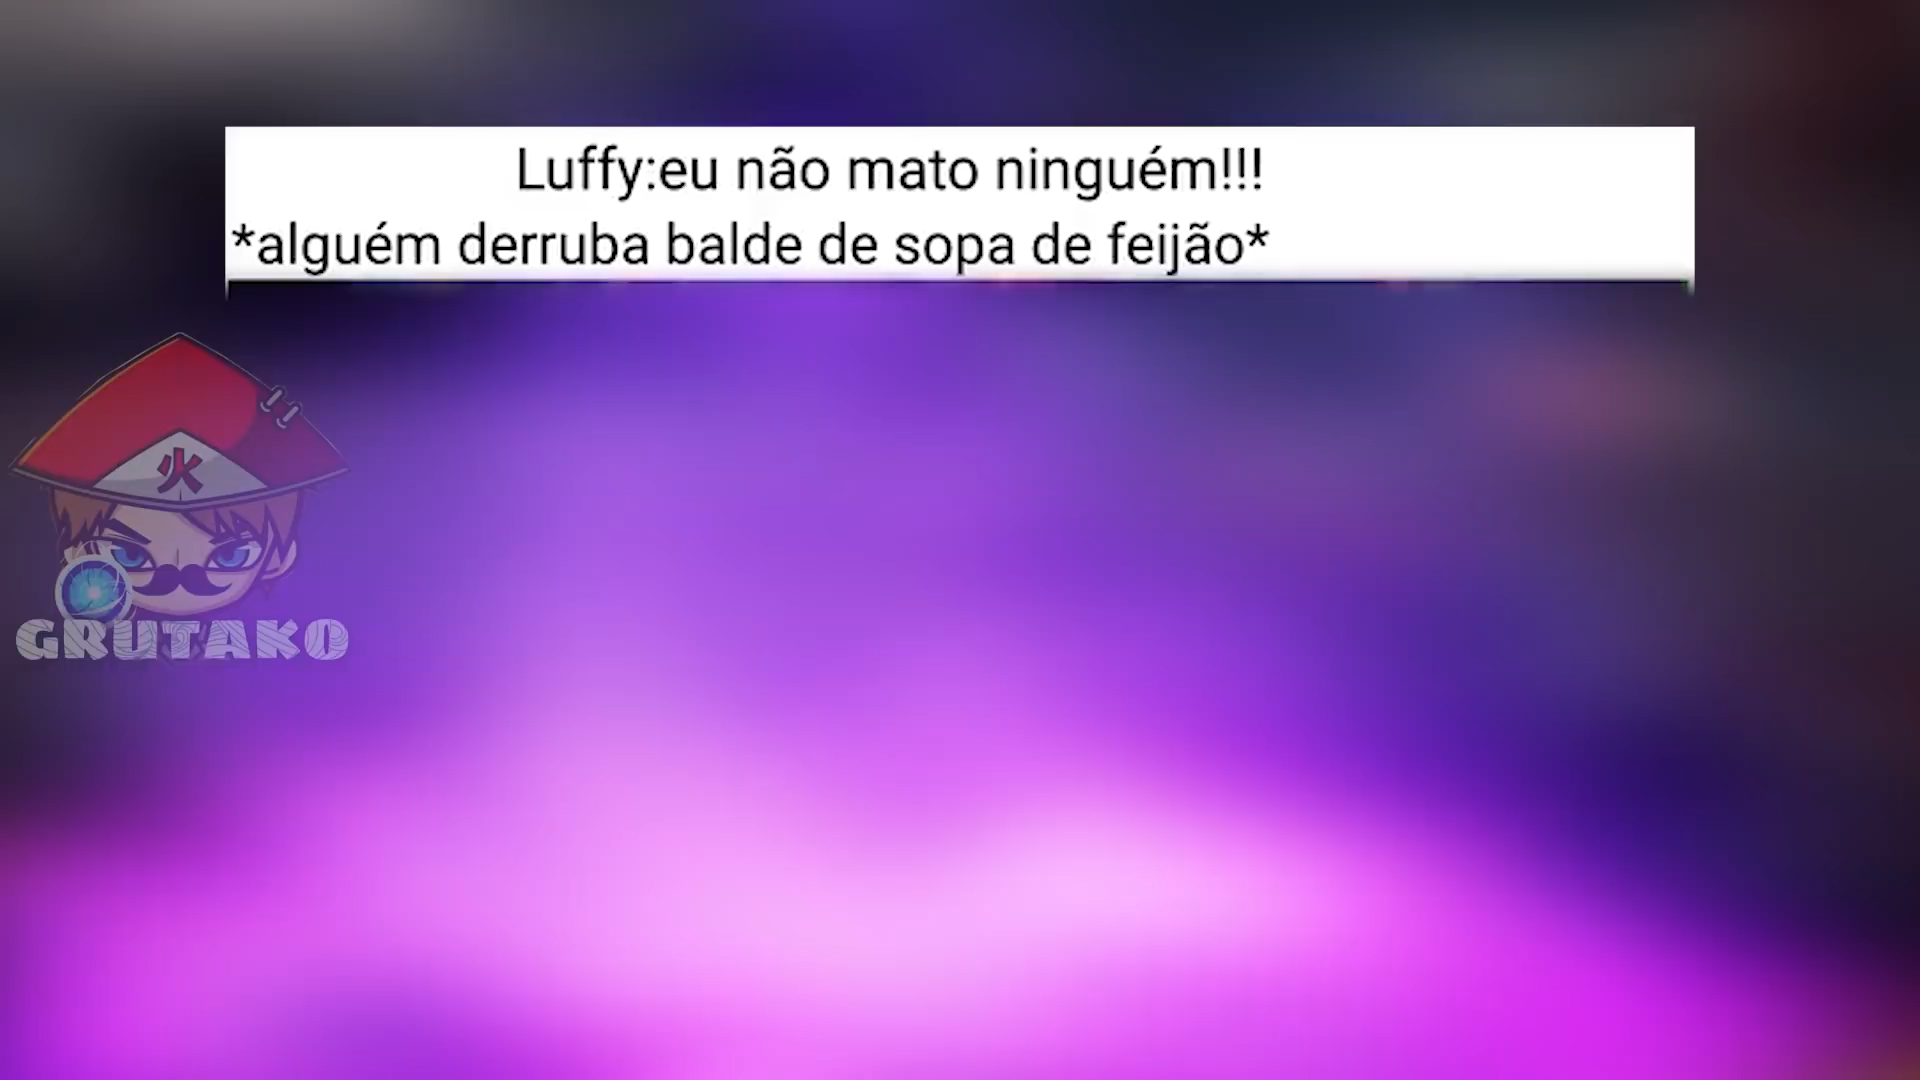 Luffy:eu não mato ninguém!!!
*alguém derruba balde de sopa de feijão*
火
GRUTAKO